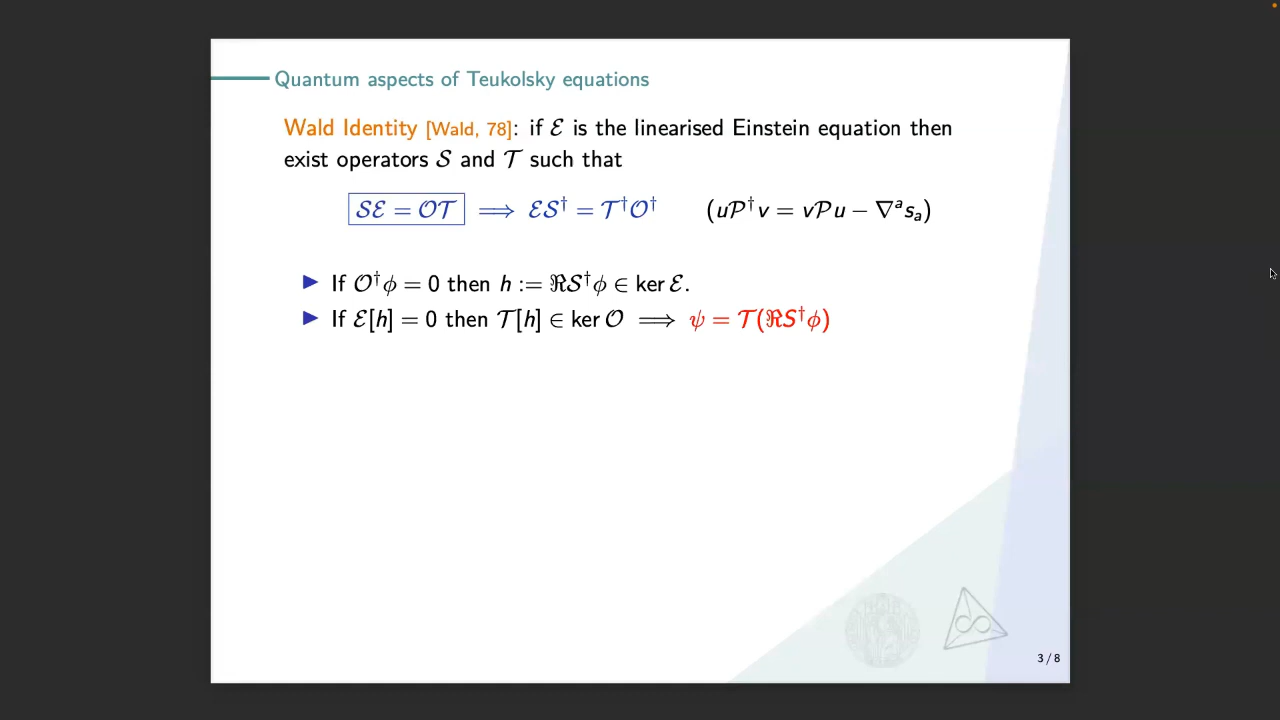 Quantum aspects of Teukolsky equations
Wald Identity [Wald, 78]: if ℰ is the linearised Einstein equation then
exist operators 𝒮 and 𝒯 such that
𝒮ℰ = 𝒪𝒯 ⟹ ℰ𝒮† = 𝒯†𝒪† (u𝒫†v = v𝒫u − ∇ᵃsₐ)
▶ If 𝒪†ϕ = 0 then h := ℜ𝒮†ϕ ∈ ker ℰ.
▶ If ℰ[h] = 0 then 𝒯[h] ∈ ker 𝒪 ⟹ ψ = 𝒯(ℜS†ϕ)
3 / 8